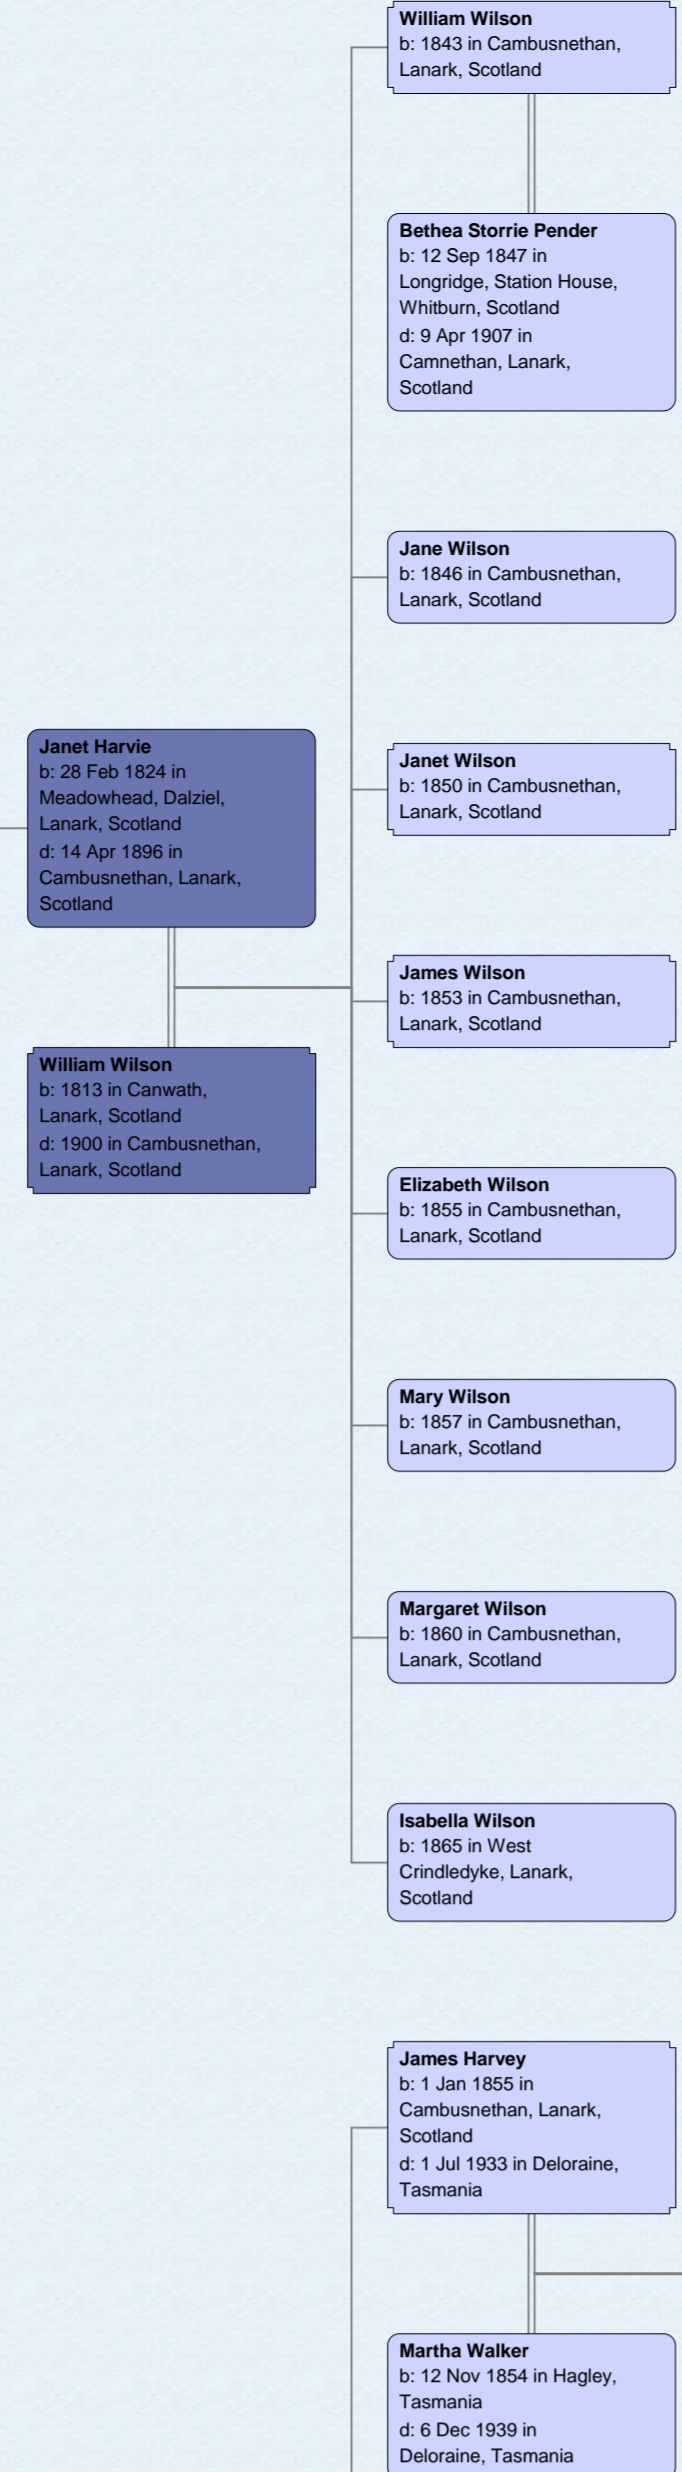 William Wilson
b: 1843 in Cambusnethan,
Lanark, Scotland
Bethea Storrie Pender
b: 12 Sep 1847 in
Longridge, Station House,
Whitburn, Scotland
d: 9 Apr 1907 in
Camnethan, Lanark,
Scotland
Jane Wilson
b: 1846 in Cambusnethan,
Lanark, Scotland
Janet Harvie
b: 28 Feb 1824 in
Meadowhead, Dalziel,
Lanark, Scotland
d: 14 Apr 1896 in
Cambusnethan, Lanark,
Scotland
Janet Wilson
b: 1850 in Cambusnethan,
Lanark, Scotland
James Wilson
b: 1853 in Cambusnethan,
Lanark, Scotland
William Wilson
b: 1813 in Canwath,
Lanark, Scotland
d: 1900 in Cambusnethan,
Lanark, Scotland
Elizabeth Wilson
b: 1855 in Cambusnethan,
Lanark, Scotland
Mary Wilson
b: 1857 in Cambusnethan,
Lanark, Scotland
Margaret Wilson
b: 1860 in Cambusnethan,
Lanark, Scotland
Isabella Wilson
b: 1865 in West
Crindledyke, Lanark,
Scotland
James Harvey
b: 1 Jan 1855 in
Cambusnethan, Lanark,
Scotland
d: 1 Jul 1933 in Deloraine,
Tasmania
Martha Walker
b: 12 Nov 1854 in Hagley,
Tasmania
d: 6 Dec 1939 in
Deloraine, Tasmania